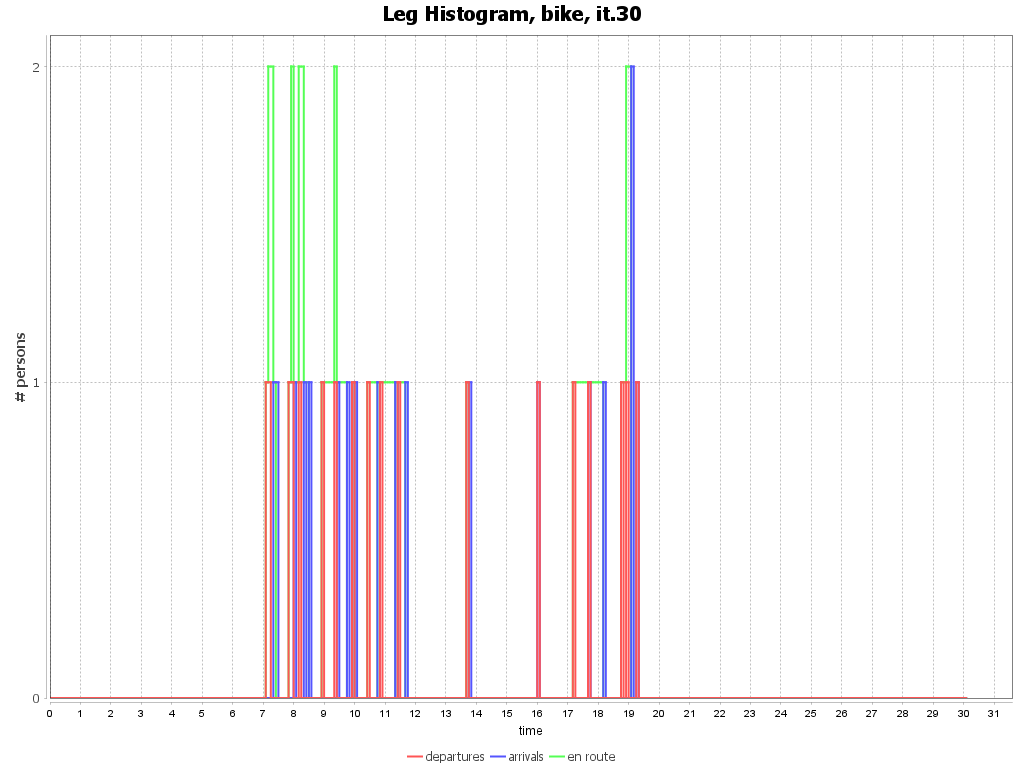 Leg Histogram, bike, it.30
# persons
2
1
0
0 1 2 3 4 5 6 7 8 9 10 11 12 13 14 15 16 17 18 19 20 21 22 23 24 25 26 27 28 29 30 31
time
departures arrivals en route